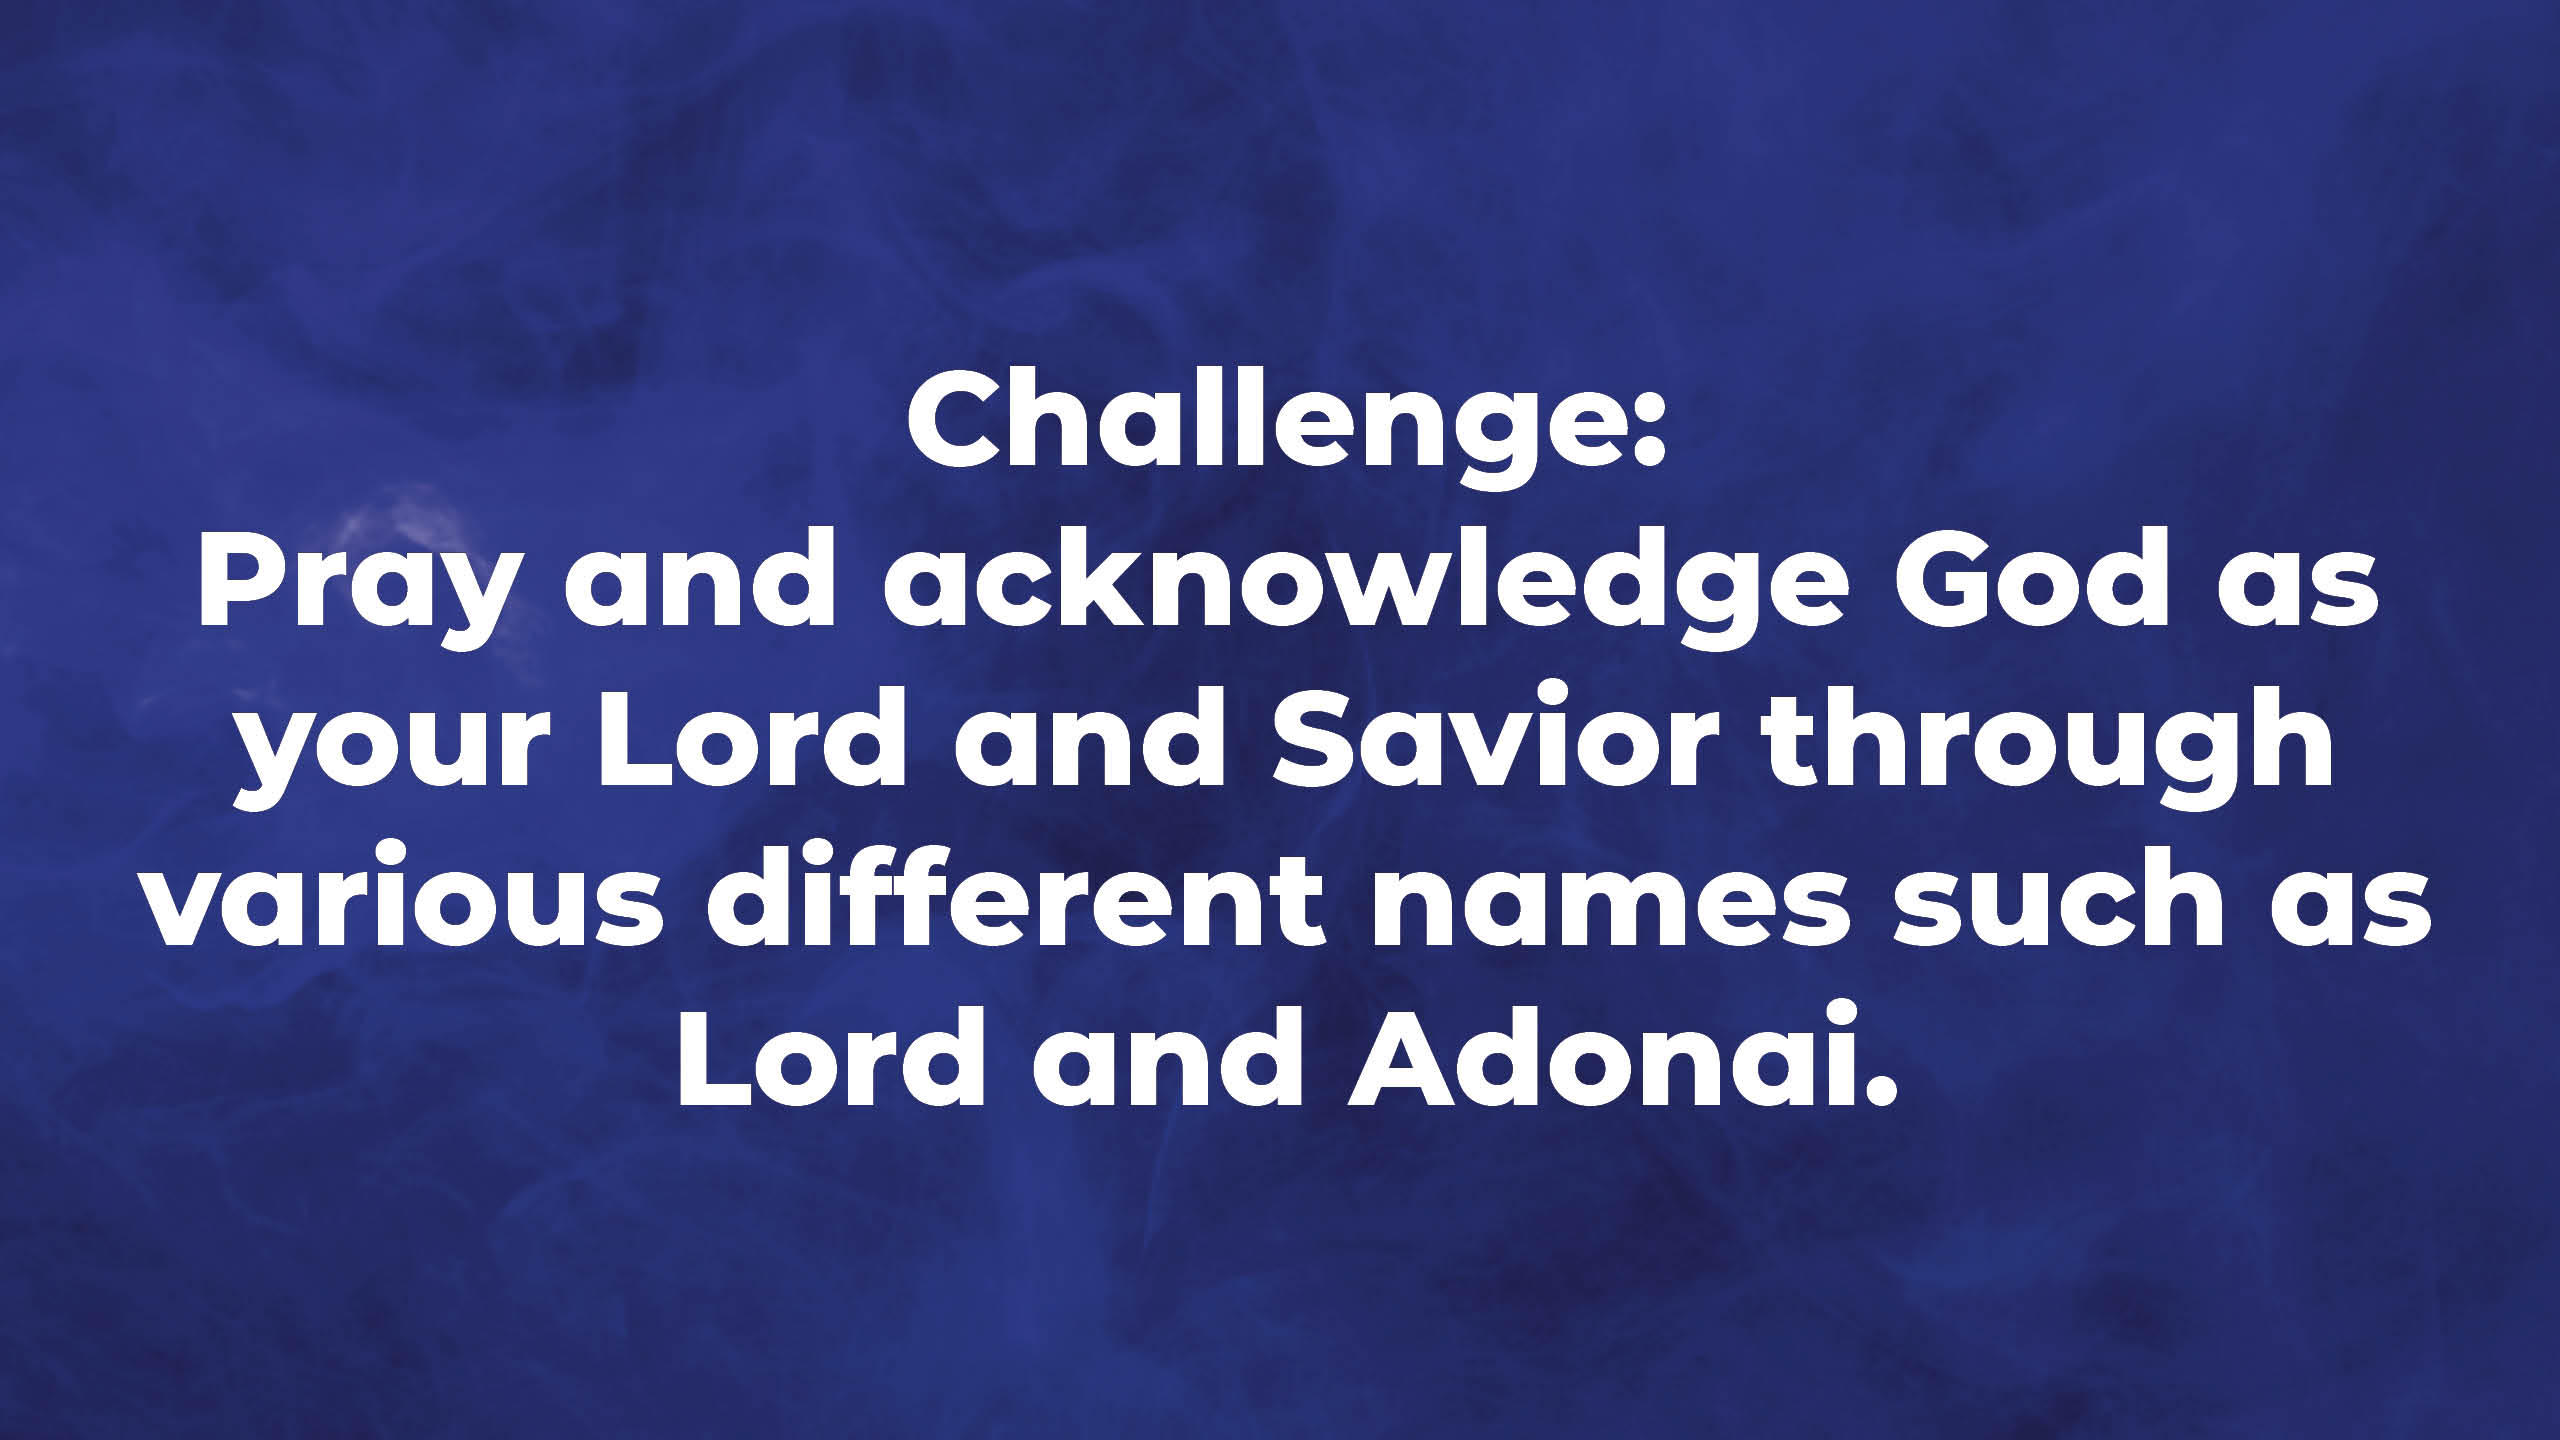 Challenge:
Pray and acknowledge God as
your Lord and Savior through
various different names such as
Lord and Adonai.